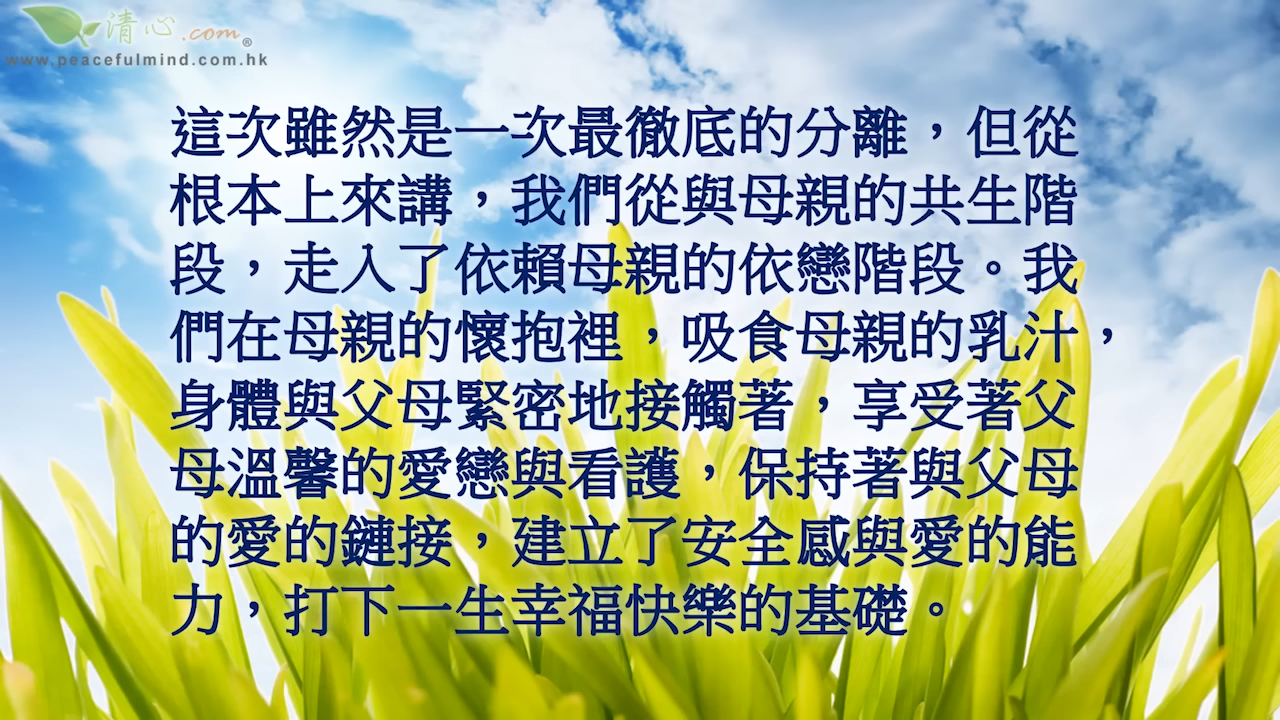 清心.com®
www.peacefulmind.com.hk
這次雖然是一次最徹底的分離，但從
根本上來講，我們從與母親的共生階
段，走入了依賴母親的依戀階段。我
們在母親的懷抱裡，吸食母親的乳汁，
身體與父母緊密地接觸著，享受著父
母溫馨的愛戀與看護，保持著與父母
的愛的鏈接，建立了安全感與愛的能
力，打下一生幸福快樂的基礎。